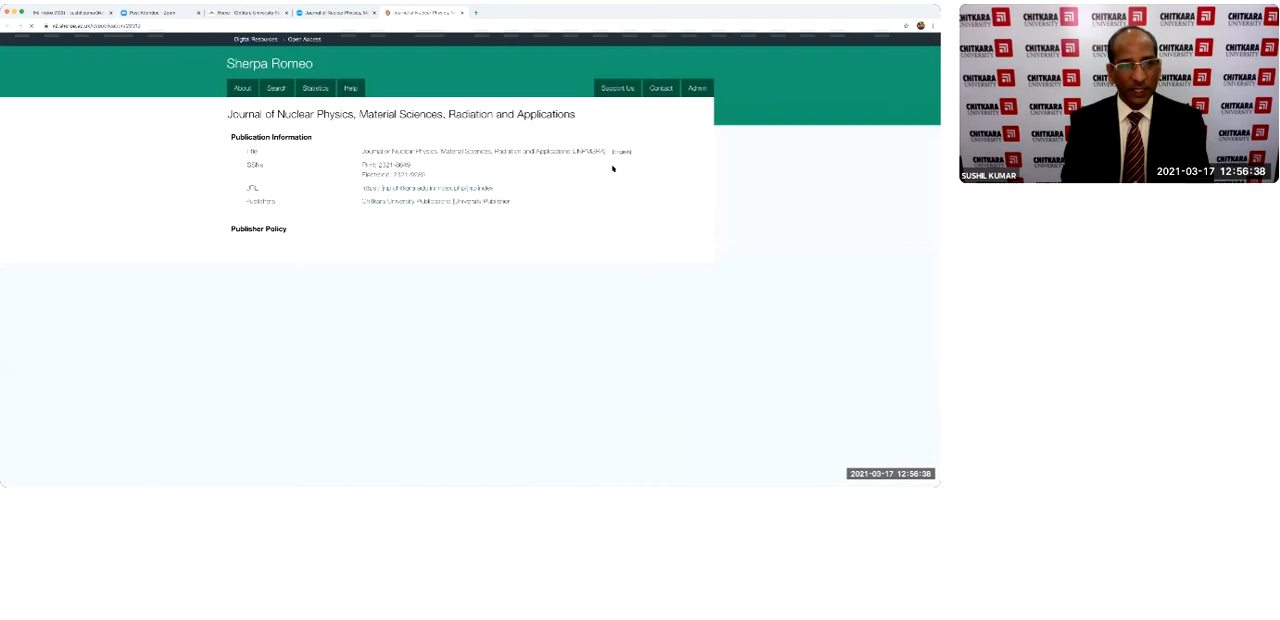 Post Attendee - Zoom
Digital Resources
Open Access
Sherpa Romeo
About
Search
Statistics
Help
Support Us
Contact
Admin
Journal of Nuclear Physics, Material Sciences, Radiation and Applications
Publication Information
Title
Journal of Nuclear Physics, Material Sciences, Radiation and Applications [English]
ISSNs
Print: 2321-8649
URL
Publishers
Chitkara University Publications [University Publisher]
Publisher Policy
2021-03-17 12:56:38
CHITKARA UNIVERSITY
SUSHIL KUMAR
2021-03-17 12:56:38